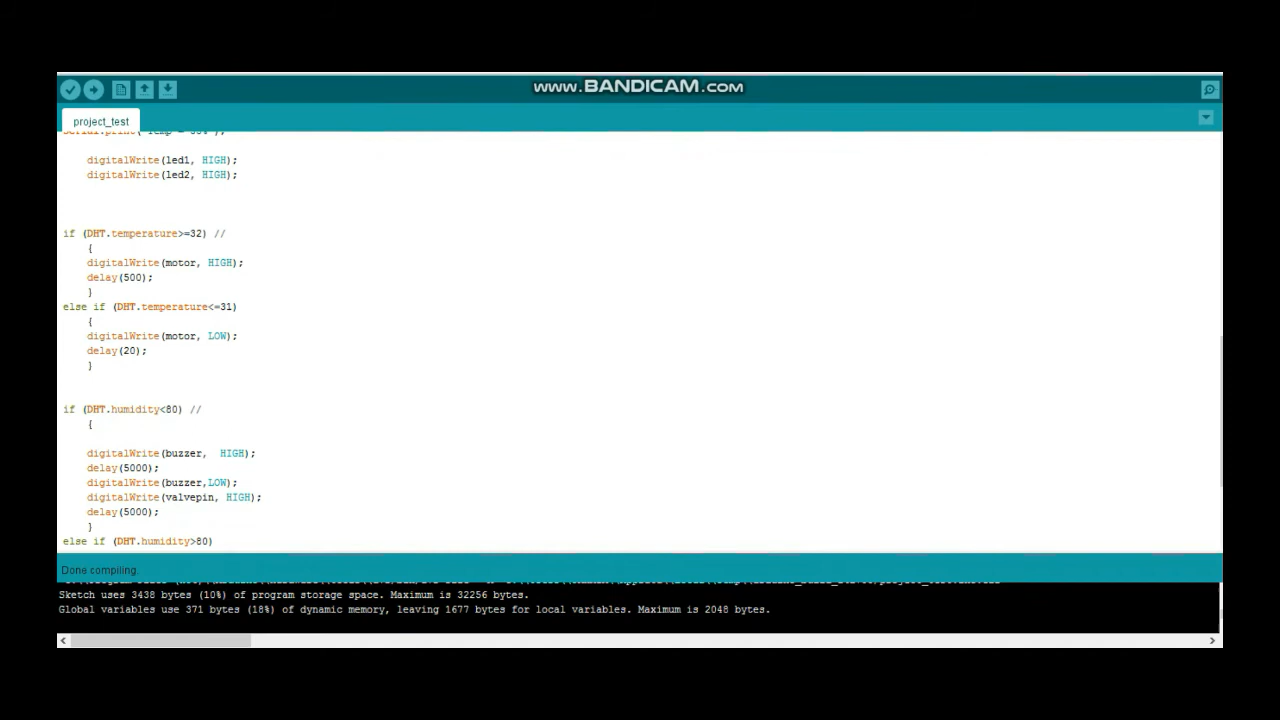 www.BANDICAM.com
project_test
digitalWrite(led1, HIGH);
digitalWrite(led2, HIGH);
if (DHT.temperature>=32) //
{
digitalWrite(motor, HIGH);
delay(500);
}
else if (DHT.temperature<=31)
{
digitalWrite(motor, LOW);
delay(20);
}
if (DHT.humidity<80) //
{
digitalWrite(buzzer,  HIGH);
delay(5000);
digitalWrite(buzzer,LOW);
digitalWrite(valvepin, HIGH);
delay(5000);
}
else if (DHT.humidity>80)
Done compiling.
Sketch uses 3438 bytes (10%) of program storage space. Maximum is 32256 bytes.
Global variables use 371 bytes (18%) of dynamic memory, leaving 1677 bytes for local variables. Maximum is 2048 bytes.